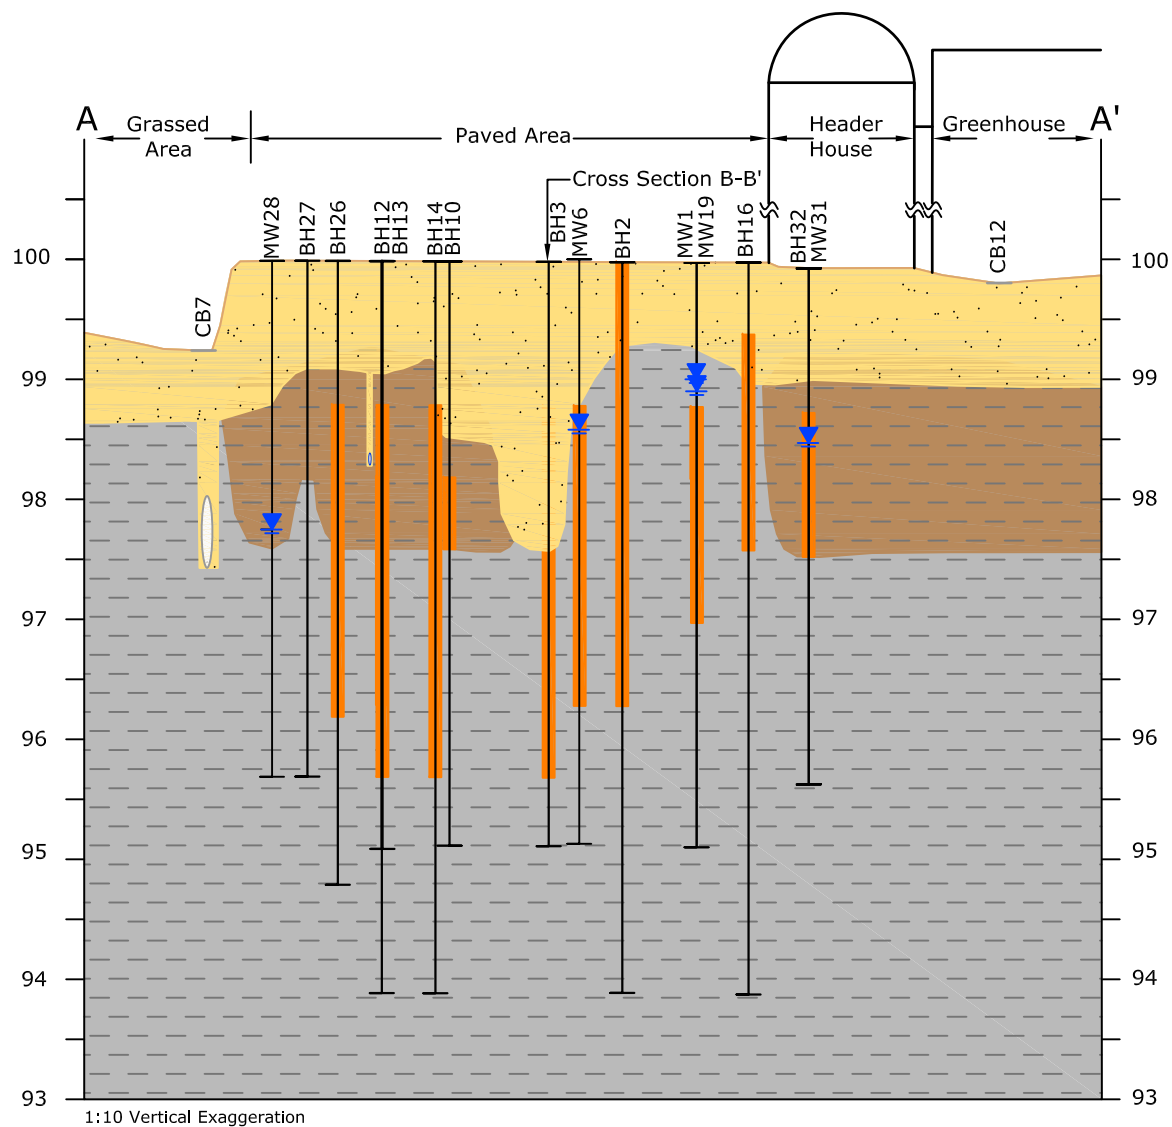 A
Grassed
Area
Paved Area
Header
House
Greenhouse
A'
Cross Section B-B'
MW28
BH27
BH26
BH12
BH13
BH14
BH10
BH3
MW6
BH2
MW1
MW19
BH16
BH32
MW31
CB12
CB7
100
99
98
97
96
95
94
93
100
99
98
97
96
95
94
93
1:10 Vertical Exaggeration